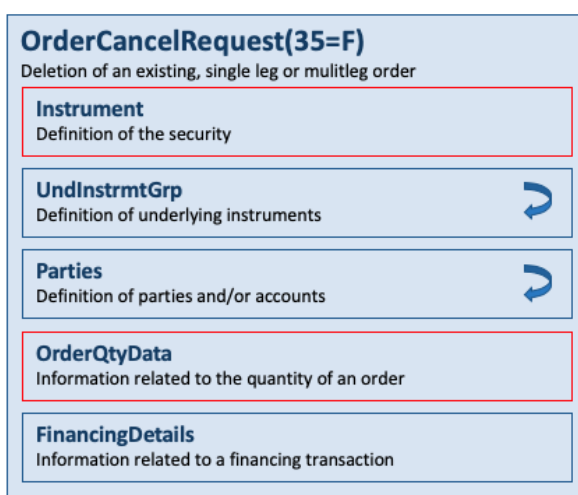 OrderCancelRequest(35=F)
Deletion of an existing, single leg or mulitleg order
Instrument
Definition of the security
UndInstrmtGrp
Definition of underlying instruments
Parties
Definition of parties and/or accounts
OrderQtyData
Information related to the quantity of an order
FinancingDetails
Information related to a financing transaction